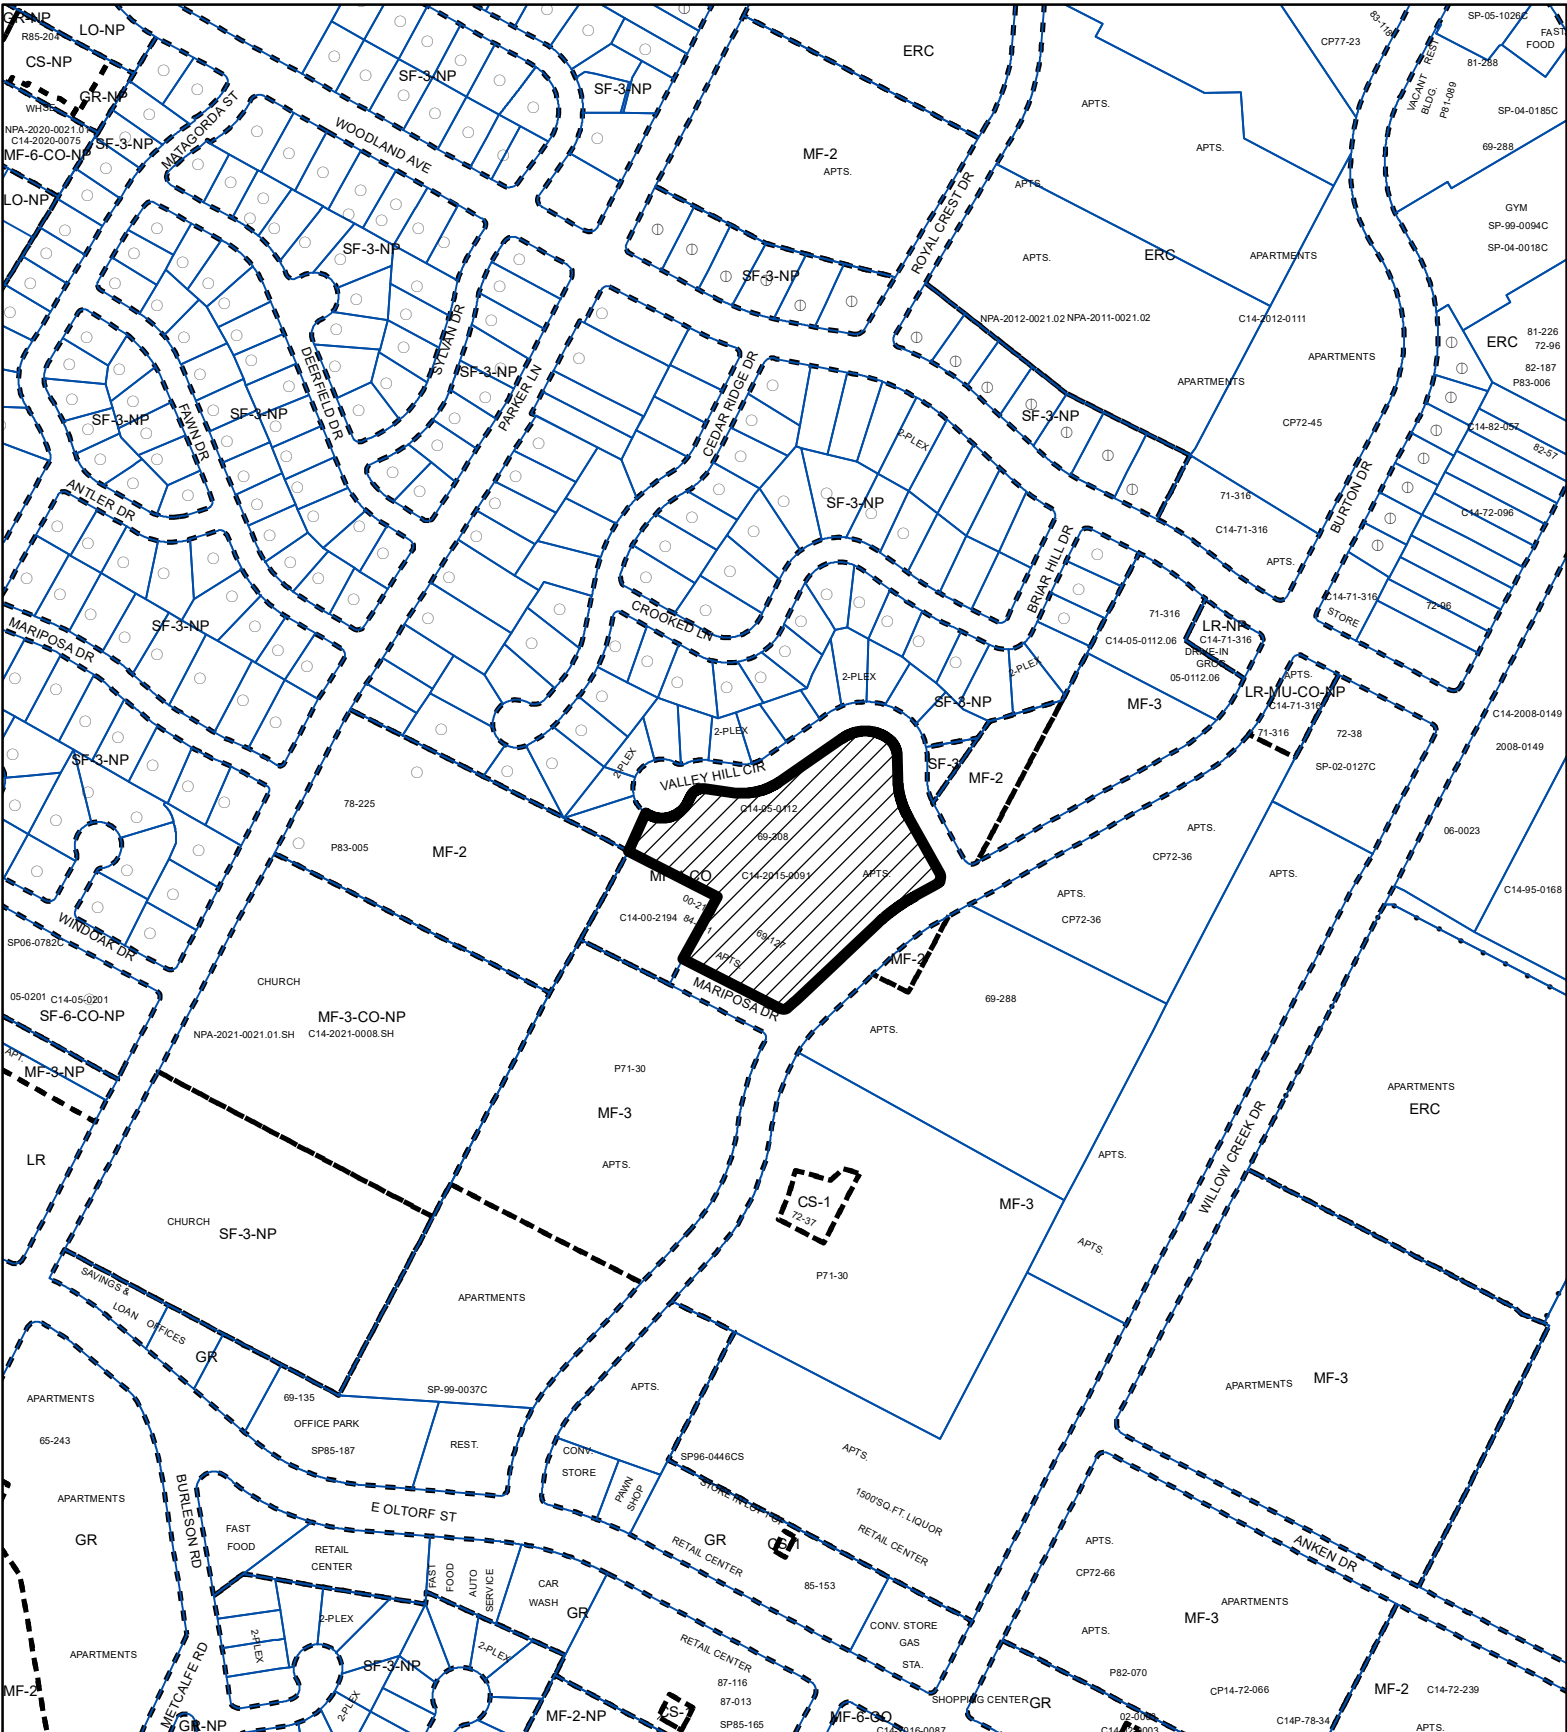 GR-NP
R85-204
LO-NP
CS-NP
GR-NP
WHSE
C14-2020-0075
SF-3-NP
LO-NP
MATAGORDA ST
WOODLAND AVE
SF-3-NP
SF-3-NP
ERC
MF-2
APTS.
APTS.
APTS.
APTS.
CP77-23
83-118
VACANT REST
BLDG.
P81-089
SP-05-1026C
FAST
FOOD
81-288
SP-04-0185C
69-288
GYM
SP-99-0094C
SP-04-0018C
ROYAL CREST DR
APTS.
ERC
APARTMENTS
SF-3-NP
SF-3-NP
NPA-2012-0021.02
NPA-2011-0021.02
C14-2012-0111
APARTMENTS
APARTMENTS
CP72-45
ERC
81-226
72-96
82-187
P83-006
C14-82-057
82-57
C14-72-096
SYLVAN DR
DEERFIELD DR
SF-3-NP
PARKER LN
CEDAR RIDGE DR
SF-3-NP
FAWN DR
SF-3-NP
2-PLEX
SF-3-NP
SF-3-NP
ANTLER DR
71-316
C14-71-316
APTS.
BURTON DR
BRIAR HILL DR
C14-71-316
STORE
72-96
CROOKED LN
MARIPOSA DR
SF-3-NP
71-316
C14-05-0112.06
LR-NP
C14-71-316
DRIVE-IN
GROC
05-0112.06
2-PLEX
2-PLEX
SF-3-NP
MF-3
APTS.
LR-MU-CO-NP
C14-71-316
71-316
72-38
SP-02-0127C
C14-2008-0149
2008-0149
2-PLEX
2-PLEX
SF-3-NP
VALLEY HILL CIR
SF-3
MF-2
78-225
P83-005
MF-2
C14-05-0112
69-308
C14-2015-0091
APTS.
C14-00-2194
69-127
APTS.
APTS.
CP72-36
APTS.
CP72-36
APTS.
06-0023
C14-95-0168
WINDOAK DR
SP06-0782C
05-0201
C14-05-0201
SF-6-CO-NP
APT.
MF-3-NP
CHURCH
MF-3-CO-NP
NPA-2021-0021.01.SH
C14-2021-0008.SH
MARIPOSA DR
MF-2
69-288
APTS.
P71-30
MF-3
APTS.
APARTMENTS
ERC
LR
CHURCH
SF-3-NP
CS-1
72-37
MF-3
APTS.
APTS.
WILLOW CREEK DR
P71-30
SAVINGS &
LOAN OFFICES
GR
APARTMENTS
69-135
OFFICE PARK
SP85-187
SP-99-0037C
REST.
APTS.
APARTMENTS
MF-3
APARTMENTS
65-243
APARTMENTS
GR
BURLESON RD
E OLTORF ST
CONV.
STORE
PAWN
SHOP
SP96-0446CS
APTS.
1500'SQ.FT. LIQUOR
STORE IN LOT 1 OF
RETAIL CENTER
GR
RETAIL CENTER
85-153
FAST
FOOD
RETAIL
CENTER
FAST
FOOD
AUTO
SERVICE
CAR
WASH
GR
APTS.
CP72-66
ANKEN DR
APARTMENTS
MF-3
APTS.
CONV. STORE
GAS
STA.
2-PLEX
2-PLEX
2-PLEX
2-PLEX
SF-3-NP
APARTMENTS
METCALFE RD
MF-2
GR-NP
RETAIL CENTER
87-116
87-013
SP85-165
MF-2-NP
MF-6-CO
C14-2016-0087
SHOPPING CENTER
GR
P82-070
CP14-72-066
C14P-78-34
MF-2
C14-72-239
APTS.